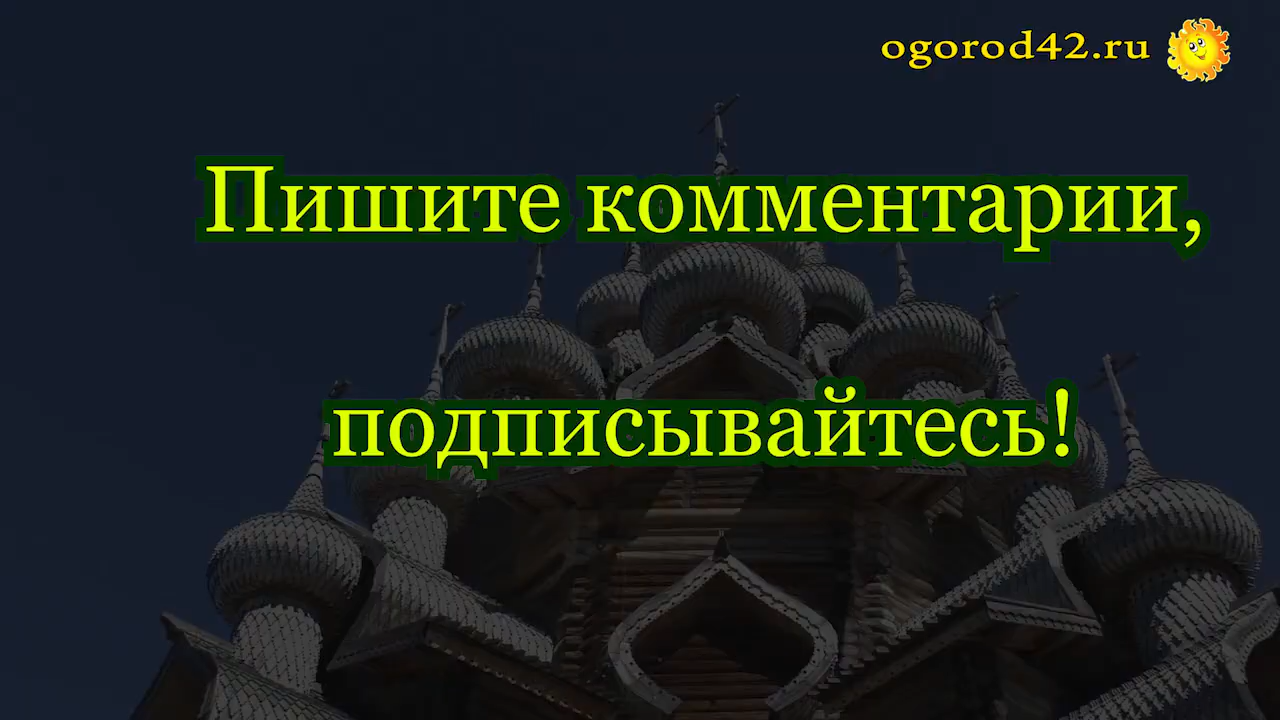 ogorod42.ru
Пишите комментарии,
подписывайтесь!